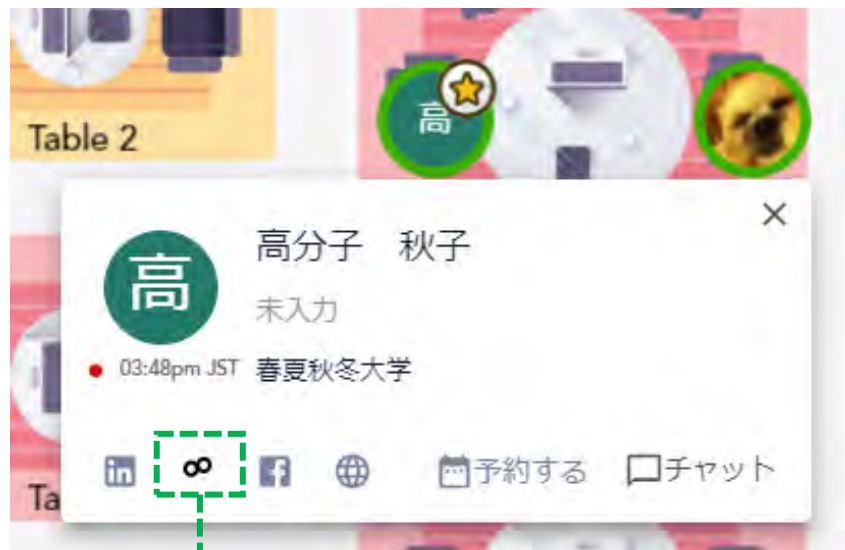 Table 2
高
高分子 秋子
高
未入力
03:48pm JST 春夏秋冬大学
in
f
予約する
チャット
Ta